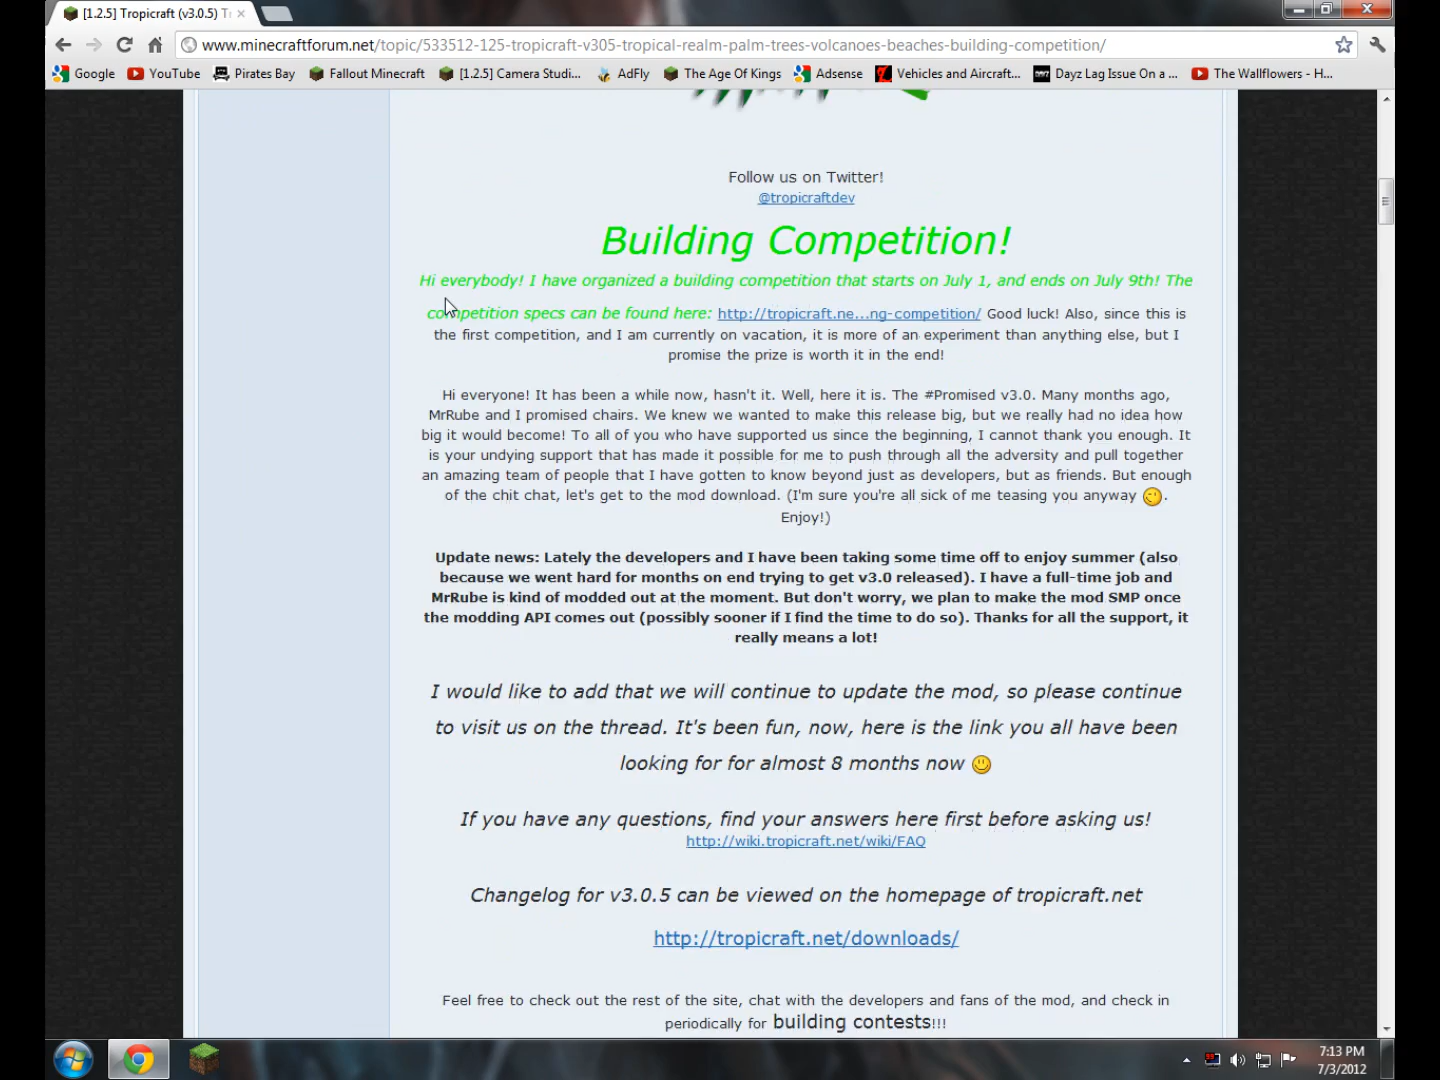 [1.2.5] Tropicraft (v3.0.5) Tr
www.minecraftforum.net/topic/533512-125-tropicraft-v305-tropical-realm-palm-trees-volcanoes-beaches-building-competition/
Google YouTube Pirates Bay Fallout Minecraft [1.2.5] Camera Studi... AdFly The Age Of Kings Adsense Vehicles and Aircraft... Dayz Lag Issue On a ... The Wallflowers - H...
Follow us on Twitter!
@tropicraftdev
Building Competition!
Hi everybody! I have organized a building competition that starts on July 1, and ends on July 9th! The
competition specs can be found here: http://tropicraft.ne...ng-competition/ Good luck! Also, since this is
the first competition, and I am currently on vacation, it is more of an experiment than anything else, but I
promise the prize is worth it in the end!
Hi everyone! It has been a while now, hasn't it. Well, here it is. The #Promised v3.0. Many months ago,
MrRube and I promised chairs. We knew we wanted to make this release big, but we really had no idea how
big it would become! To all of you who have supported us since the beginning, I cannot thank you enough. It
is your undying support that has made it possible for me to push through all the adversity and pull together
an amazing team of people that I have gotten to know beyond just as developers, but as friends. But enough
of the chit chat, let's get to the mod download. (I'm sure you're all sick of me teasing you anyway .
Enjoy!)
Update news: Lately the developers and I have been taking some time off to enjoy summer (also
because we went hard for months on end trying to get v3.0 released). I have a full-time job and
MrRube is kind of modded out at the moment. But don't worry, we plan to make the mod SMP once
the modding API comes out (possibly sooner if I find the time to do so). Thanks for all the support, it
really means a lot!
I would like to add that we will continue to update the mod, so please continue
to visit us on the thread. It's been fun, now, here is the link you all have been
looking for for almost 8 months now
If you have any questions, find your answers here first before asking us!
http://wiki.tropicraft.net/wiki/FAQ
Changelog for v3.0.5 can be viewed on the homepage of tropicraft.net
http://tropicraft.net/downloads/
Feel free to check out the rest of the site, chat with the developers and fans of the mod, and check in
periodically for building contests!!!
7:13 PM
7/3/2012